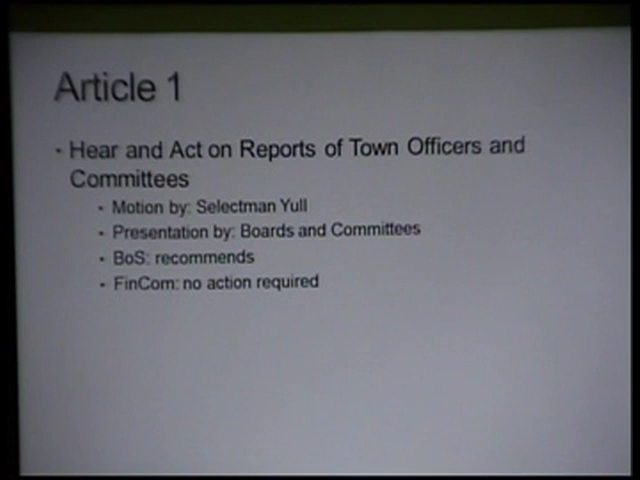 Article 1
• Hear and Act on Reports of Town Officers and
Committees
• Motion by: Selectman Yull
• Presentation by: Boards and Committees
• BoS: recommends
• FinCom: no action required